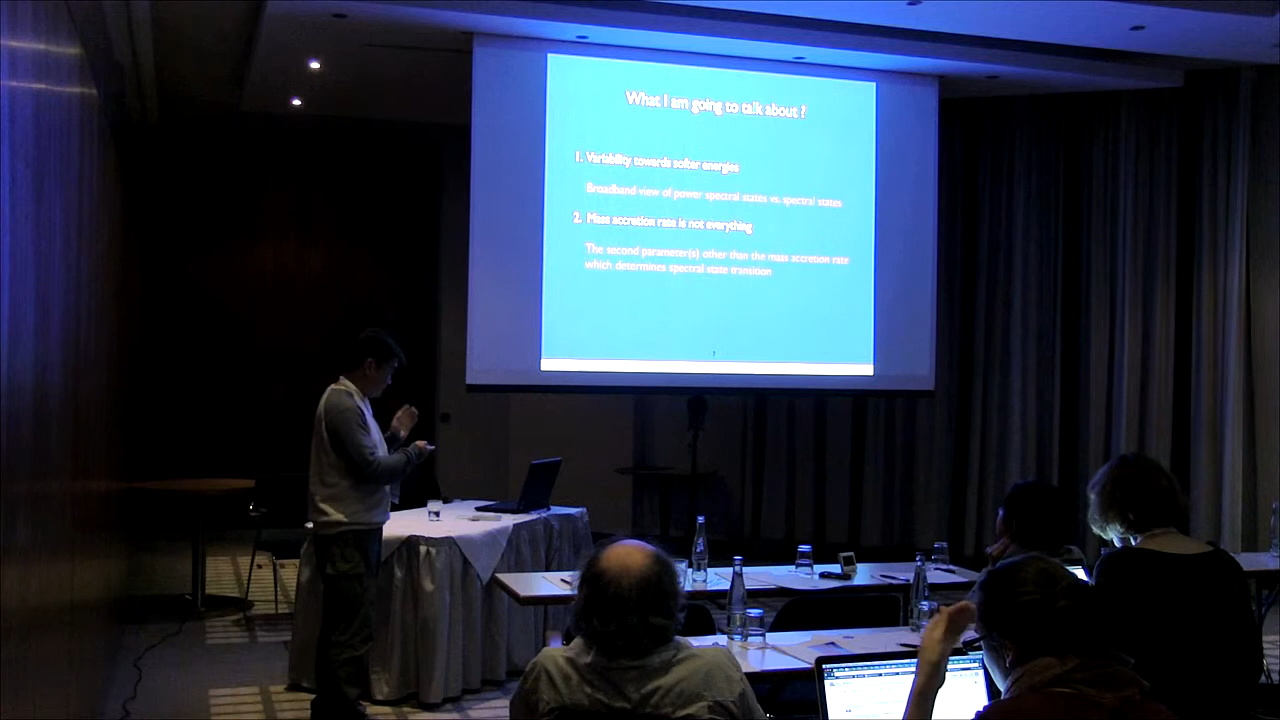 What I am going to talk about ?
1. Variability towards softer energies
Broadband view of power spectral states vs. spectral states
2. Mass accretion rate is not everything
The second parameter(s) other than the mass accretion rate
which determines spectral state transition